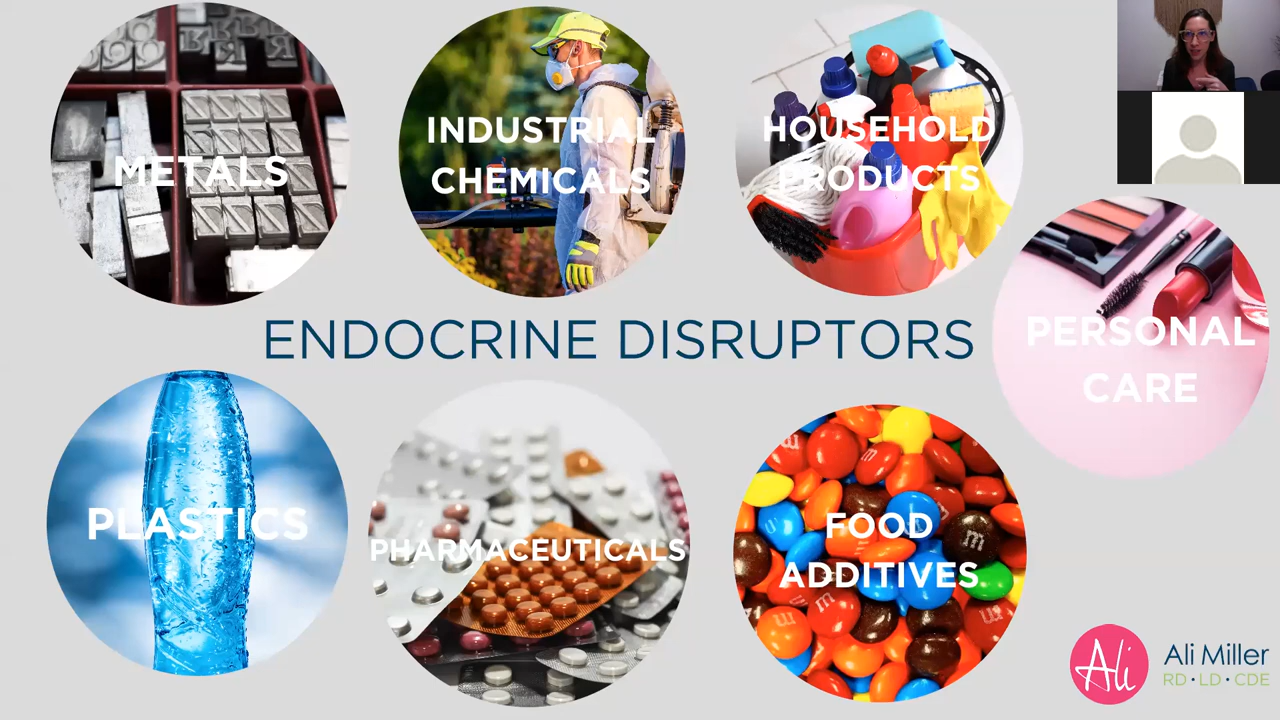 METALS
INDUSTRIAL
CHEMICALS
HOUSEHOLD
PRODUCTS
PERSONAL
CARE
ENDOCRINE DISRUPTORS
PLASTICS
PHARMACEUTICALS
FOOD
ADDITIVES
m
m
m
m
Ali
Ali Miller
RD • LD • CDE